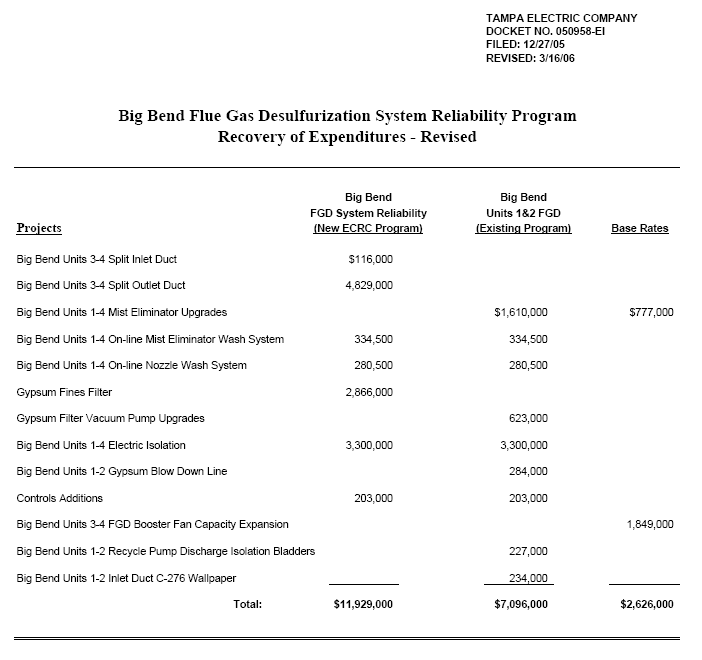 TAMPA ELECTRIC COMPANY
DOCKET NO. 050958-EI
FILED: 12/27/05
REVISED: 3/16/06
Big Bend Flue Gas Desulfurization System Reliability Program
Recovery of Expenditures - Revised
Big Bend Big Bend
FGD System Reliability Units 1&2 FGD
Projects (New ECRC Program) (Existing Program) Base Rates
Big Bend Units 3-4 Split Inlet Duct $116,000
Big Bend Units 3-4 Split Outlet Duct 4,829,000
Big Bend Units 1-4 Mist Eliminator Upgrades $1,610,000 $777,000
Big Bend Units 1-4 On-line Mist Eliminator Wash System 334,500 334,500
Big Bend Units 1-4 On-line Nozzle Wash System 280,500 280,500
Gypsum Fines Filter 2,866,000
Gypsum Filter Vacuum Pump Upgrades 623,000
Big Bend Units 1-4 Electric Isolation 3,300,000 3,300,000
Big Bend Units 1-2 Gypsum Blow Down Line 284,000
Controls Additions 203,000 203,000
Big Bend Units 3-4 FGD Booster Fan Capacity Expansion 1,849,000
Big Bend Units 1-2 Recycle Pump Discharge Isolation Bladders 227,000
Big Bend Units 1-2 Inlet Duct C-276 Wallpaper 234,000
Total: $11,929,000 $7,096,000 $2,626,000